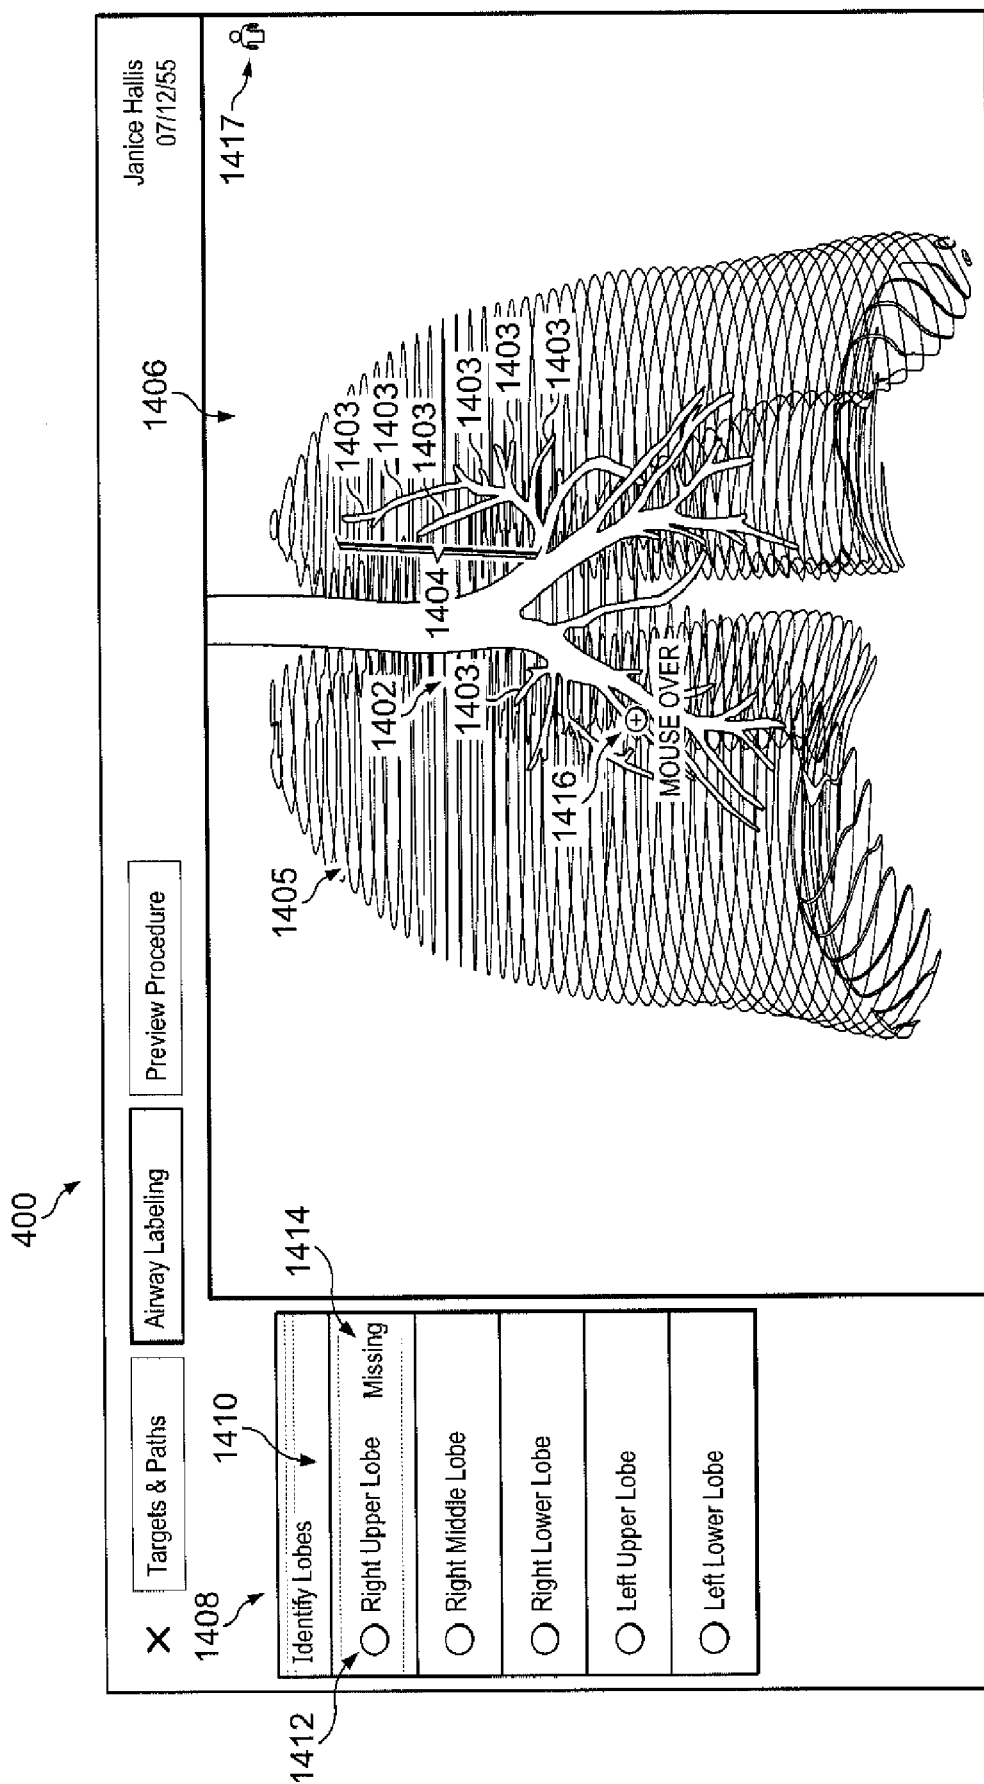 400
X
Targets & Paths
Airway Labeling
Preview Procedure
Janice Hallis
07/12/55
1408
1410
1414
1406
1417
Identify Lobes
1412
Right Upper Lobe
Missing
Right Middle Lobe
Right Lower Lobe
Left Upper Lobe
Left Lower Lobe
1405
1402
1403
1404
1403
1403
1403
1403
1403
1403
1416
MOUSE OVER